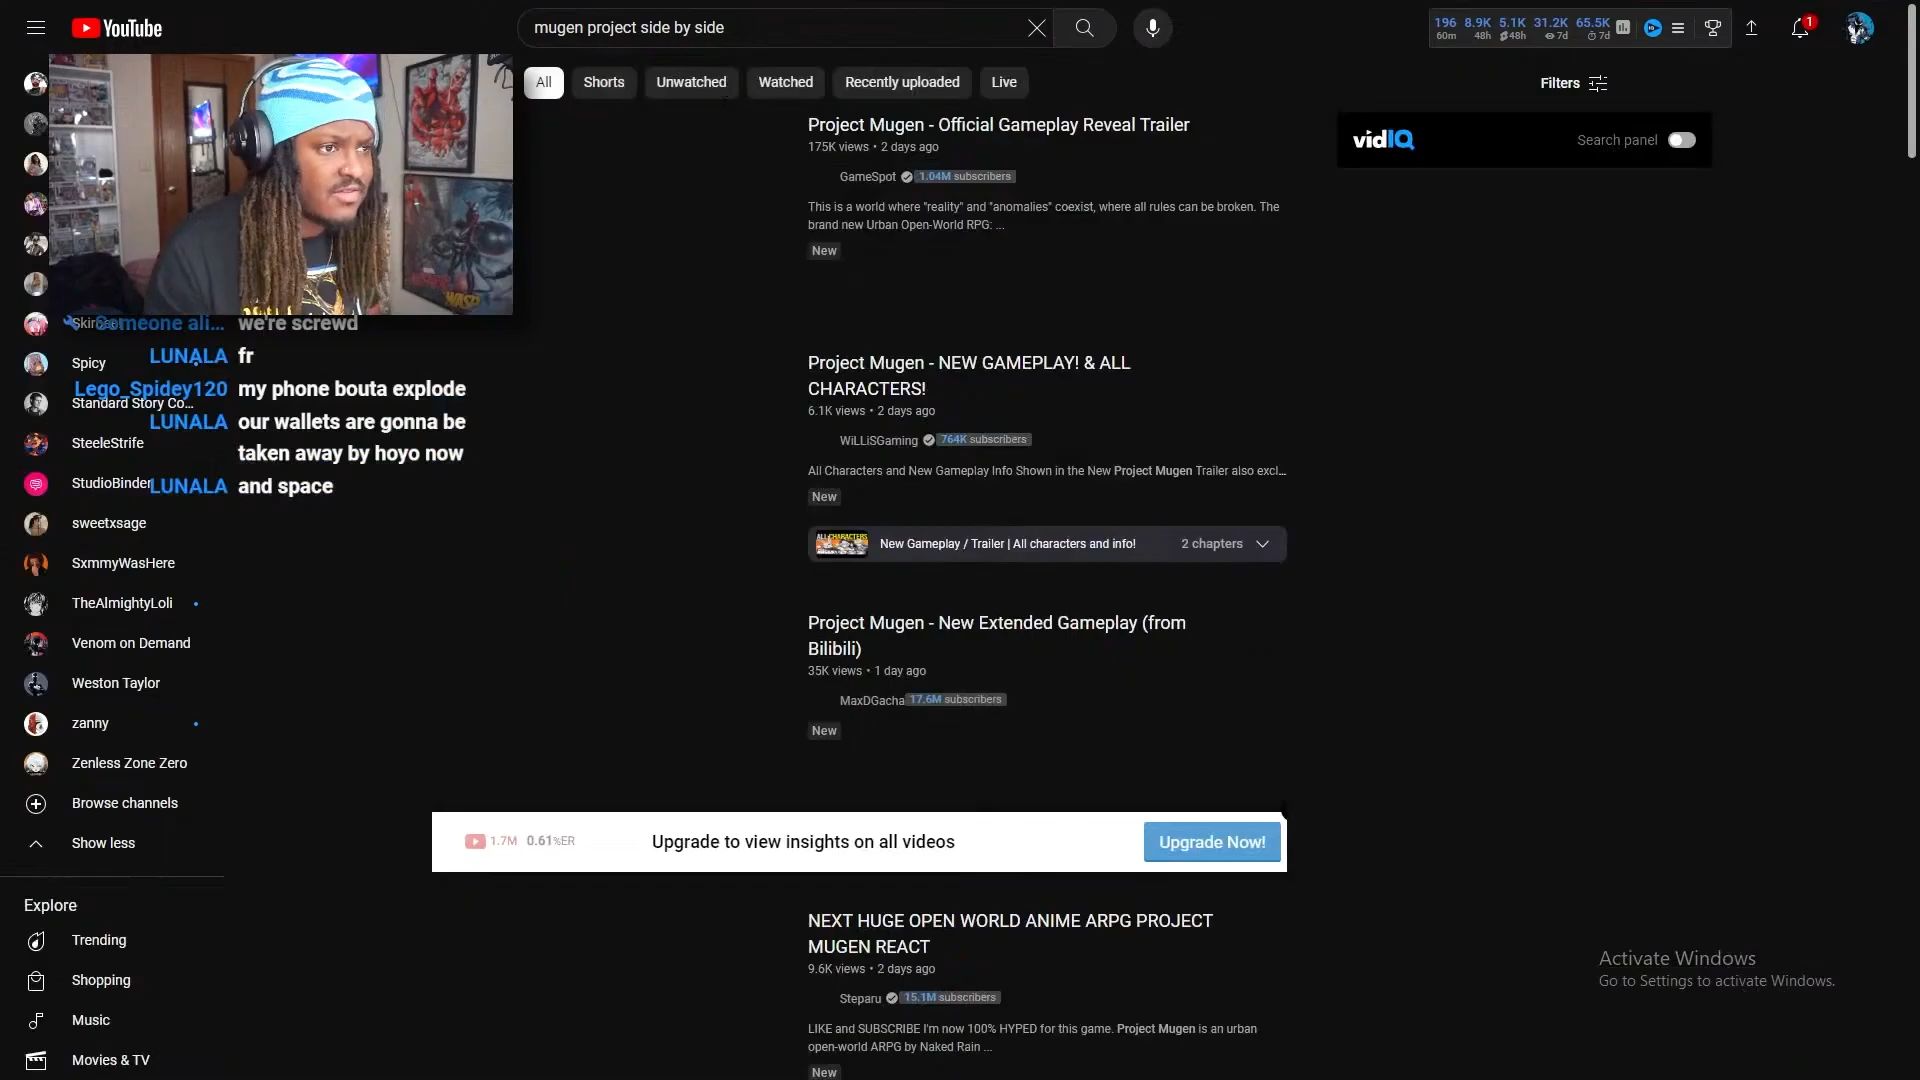 YouTube
mugen project side by side
196 8.9K 5.1K 31.2K 65.5K
60m 48h 48h 7d 7d
1
All
Shorts
Unwatched
Watched
Recently uploaded
Live
Filters
Project Mugen - Official Gameplay Reveal Trailer
175K views • 2 days ago
GameSpot 1.04M subscribers
This is a world where "reality" and "anomalies" coexist, where all rules can be broken. The
brand new Urban Open-World RPG: ...
New
vidIQ
Search panel
Someone ali... we're screwd
LUNALA fr
Lego_Spidey120 my phone bouta explode
LUNALA our wallets are gonna be
taken away by hoyo now
LUNALA and space
Spicy
Standard Story Co...
SteeleStrife
StudioBinder
sweetxsage
SxmmyWasHere
TheAlmightyLoli
Venom on Demand
Weston Taylor
zanny
Zenless Zone Zero
Browse channels
Show less
Explore
Trending
Shopping
Music
Movies & TV
Project Mugen - NEW GAMEPLAY! & ALL
CHARACTERS!
6.1K views • 2 days ago
WiLLiSGaming 764K subscribers
All Characters and New Gameplay Info Shown in the New Project Mugen Trailer also excl...
New
ALL CHARACTERS
New Gameplay / Trailer | All characters and info!
2 chapters
Project Mugen - New Extended Gameplay (from
Bilibili)
35K views • 1 day ago
MaxDGacha 17.6M subscribers
New
1.7M 0.61%ER
Upgrade to view insights on all videos
Upgrade Now!
NEXT HUGE OPEN WORLD ANIME ARPG PROJECT
MUGEN REACT
9.6K views • 2 days ago
Steparu 15.1M subscribers
LIKE and SUBSCRIBE I'm now 100% HYPED for this game. Project Mugen is an urban
open-world ARPG by Naked Rain ...
New
Activate Windows
Go to Settings to activate Windows.